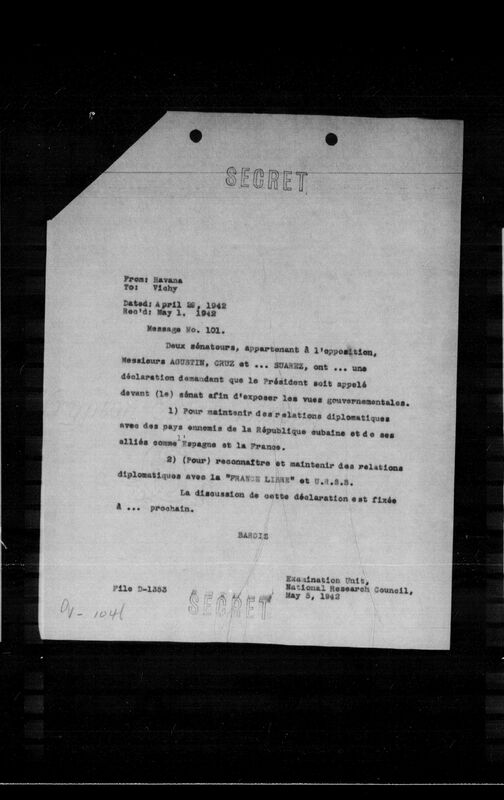 SECRET
From: Havana
To: Vichy
Dated: April 28, 1942
Rec'd: May 1, 1942
Message No. 101.
Deux sénateurs, appartenant à l'opposition,
Messieurs AGUSTIN, CRUZ et ... SUAREZ, ont ... une
déclaration demandant que le Président soit appelé
devant (le) sénat afin d'exposer les vues gouvernementales.
1) Pour maintenir des relations diplomatiques
avec des pays ennemis de la République cubaine et de ses
alliés comme l'Espagne et la France.
2) (Pour) reconnaître et maintenir des relations
diplomatiques avec la "FRANCE LIBRE" et U.R.S.S.
La discussion de cette déclaration est fixée
à ... prochain.
BAROIS
File D-1353
Examination Unit,
National Research Council,
May 5, 1942
SECRET